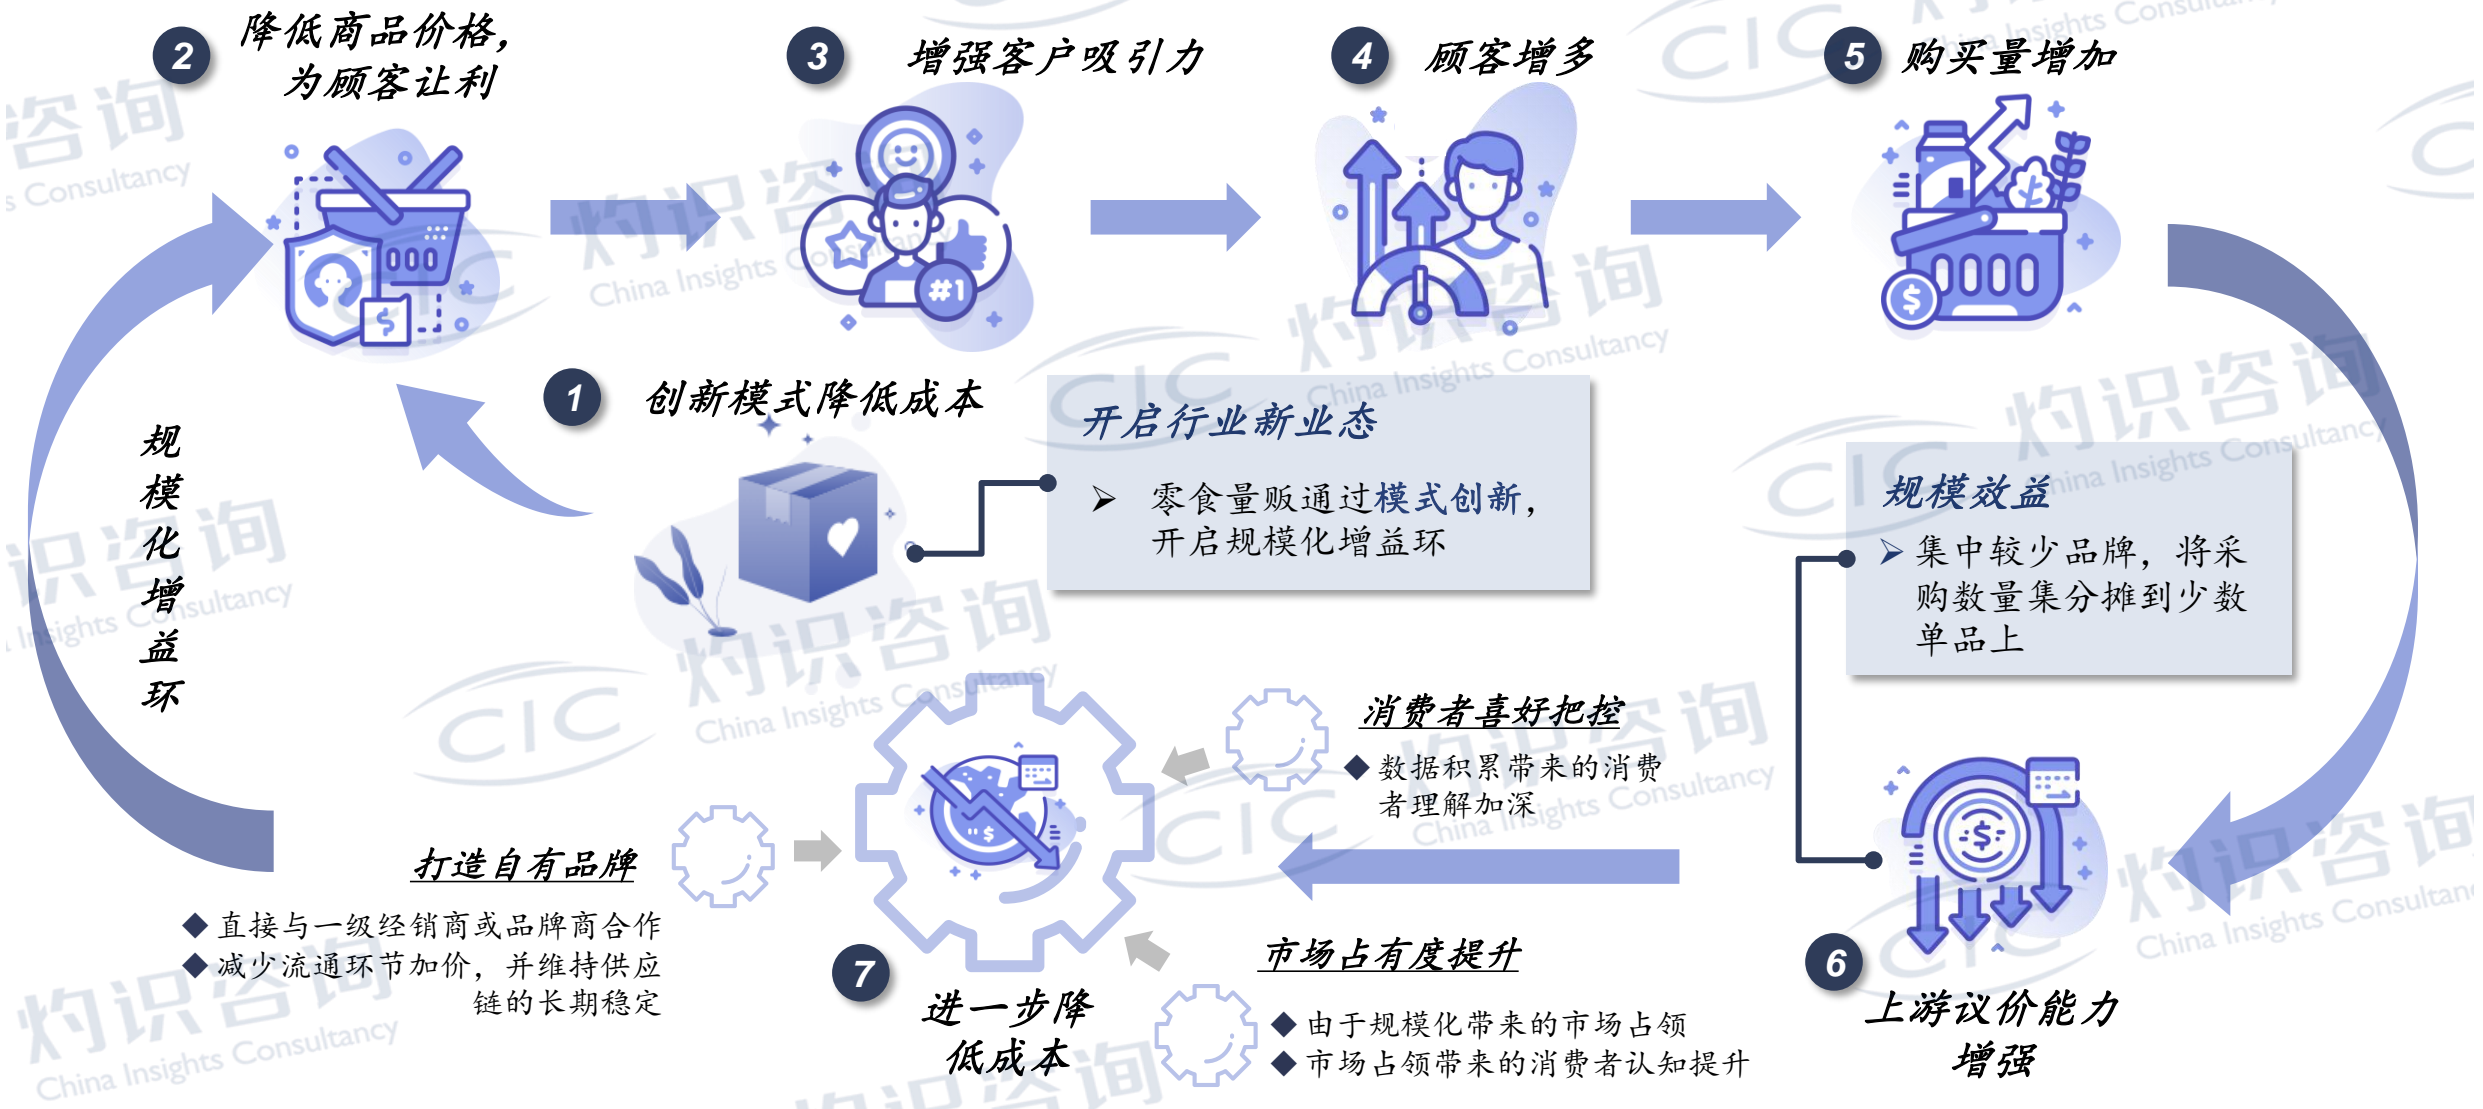 2
降低商品价格，
为顾客让利
3
增强客户吸引力
4
顾客增多
5
购买量增加
1
创新模式降低成本
开启行业新业态
零食量贩通过模式创新，
开启规模化增益环
规模效益
集中较少品牌，将采
购数量集分摊到少数
单品上
规
模
化
增
益
环
消费者喜好把控
数据积累带来的消费
者理解加深
打造自有品牌
直接与一级经销商或品牌商合作
减少流通环节加价，并维持供应
链的长期稳定
7
进一步降
低成本
市场占有度提升
由于规模化带来的市场占领
市场占领带来的消费者认知提升
6
上游议价能力
增强
#1
CIC 灼识咨询
China Insights Consultancy